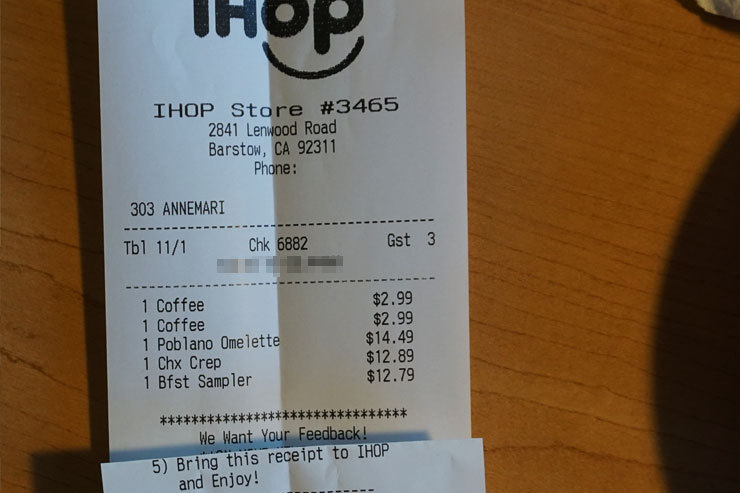 IHOP
IHOP Store #3465
2841 Lenwood Road
Barstow, CA 92311
Phone:
303 ANNEMARI
Tbl 11/1 Chk 6882 Gst 3
1 Coffee $2.99
1 Coffee $2.99
1 Poblano Omelette $14.49
1 Chx Crep $12.89
1 Bfst Sampler $12.79
********************************
We Want Your Feedback!
5) Bring this receipt to IHOP
and Enjoy!